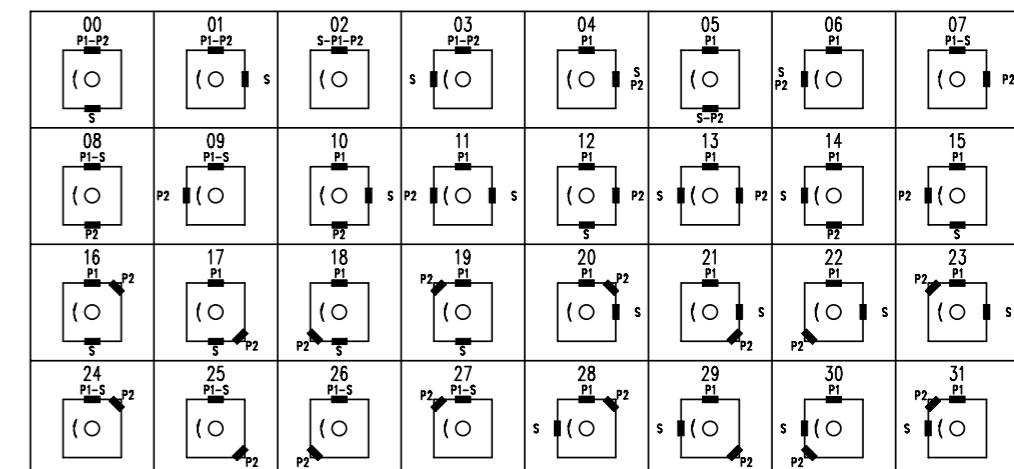 00 01 02 03 04 05 06 07
P1-P2 P1-P2 S-P1-P2 P1-P2 P1 P1 P1 P1-S
S S S S P2 S P2 P2
S S-P2
08 09 10 11 12 13 14 15
P1-S P1-S P1 P1 P1 P1 P1 P1
P2 S P2 S P2 S P2 S P2
P2 P2 S P2 S
16 17 18 19 20 21 22 23
P1 P1 P1 P1 P1 P1 P1 P1
P2 P2 P2 P2
S S S S
S P2 P2 S S P2 P2
24 25 26 27 28 29 30 31
P1-S P1-S P1-S P1-S P1 P1 P1 P1
P2 P2 P2 P2
S S S S
P2 P2 P2 P2